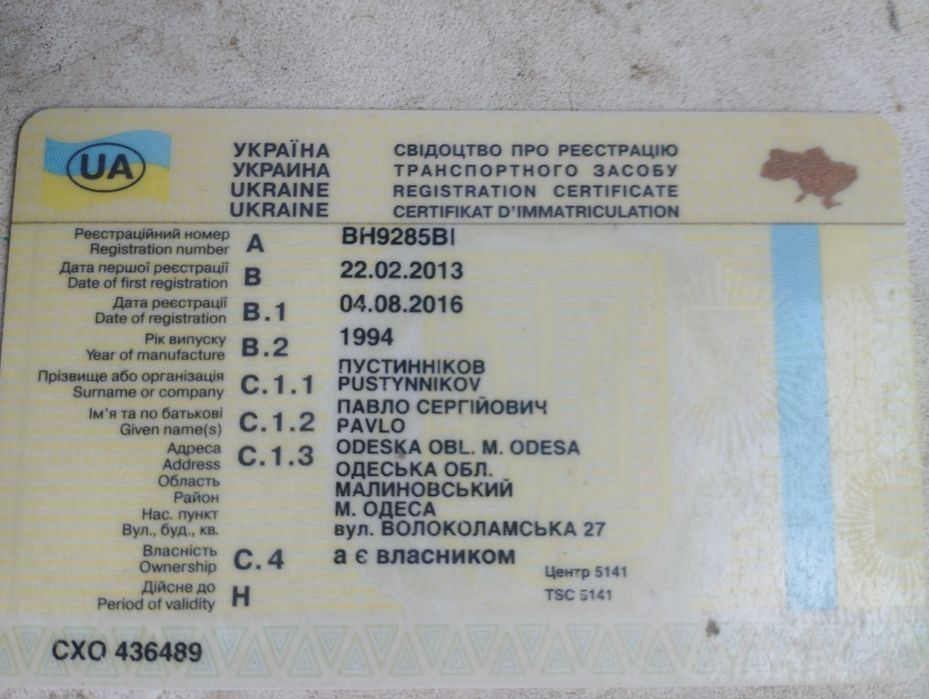 UA
УКРАЇНА
УКРАИНА
UKRAINE
UKRAINE
СВІДОЦТВО ПРО РЕЄСТРАЦІЮ
ТРАНСПОРТНОГО ЗАСОБУ
REGISTRATION CERTIFICATE
CERTIFIKAT D'IMMATRICULATION
Реєстраційний номер
Registration number A BH9285BI
Дата першої реєстрації
Date of first registration B 22.02.2013
Дата реєстрації
Date of registration B.1 04.08.2016
Рік випуску
Year of manufacture B.2 1994
Прізвище або організація ПУСТИННІКОВ
Surname or company C.1.1 PUSTYNNIKOV
Ім'я та по батькові ПАВЛО СЕРГІЙОВИЧ
Given name(s) C.1.2 PAVLO
Адреса C.1.3 ODESKA OBL. M. ODESA
Address ОДЕСЬКА ОБЛ.
Область МАЛИНОВСЬКИЙ
Район М. ОДЕСА
Нас. пункт
Вул., буд., кв. вул. ВОЛОКОЛАМСЬКА 27
Власність
Ownership C.4 а є власником
Центр 5141
Дійсне до TSC 5141
Period of validity H
СХО 436489